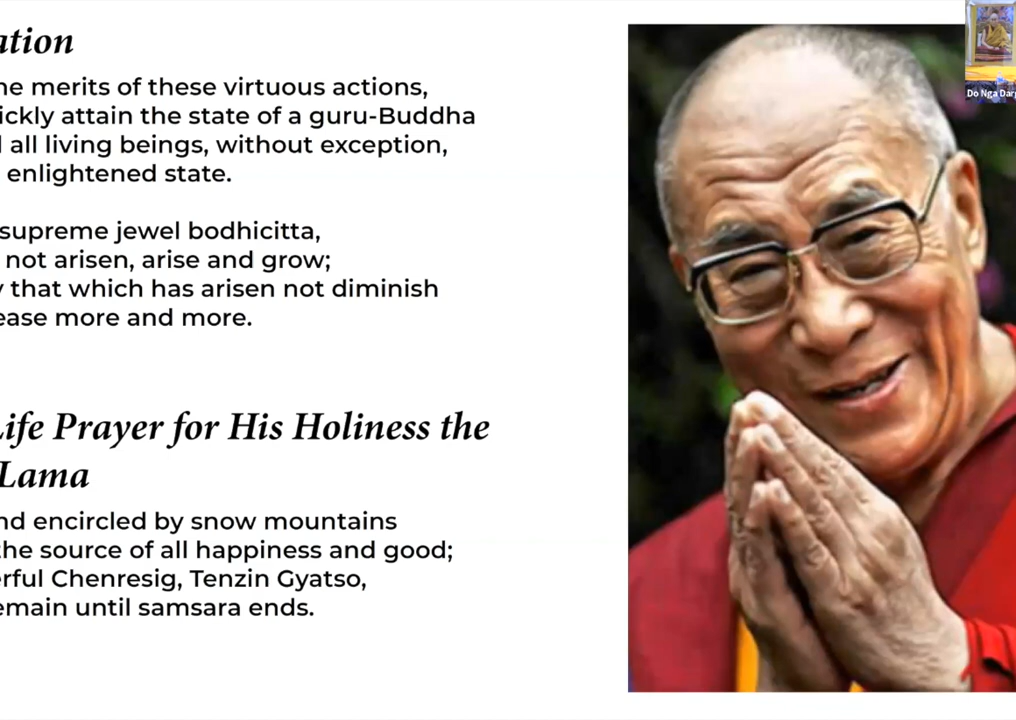 ation
he merits of these virtuous actions,
ickly attain the state of a guru-Buddha
all living beings, without exception,
enlightened state.
supreme jewel bodhicitta,
not arisen, arise and grow;
y that which has arisen not diminish
ease more and more.
Life Prayer for His Holiness the
Lama
nd encircled by snow mountains
the source of all happiness and good;
erful Chenresig, Tenzin Gyatso,
emain until samsara ends.
Do Nga Darg